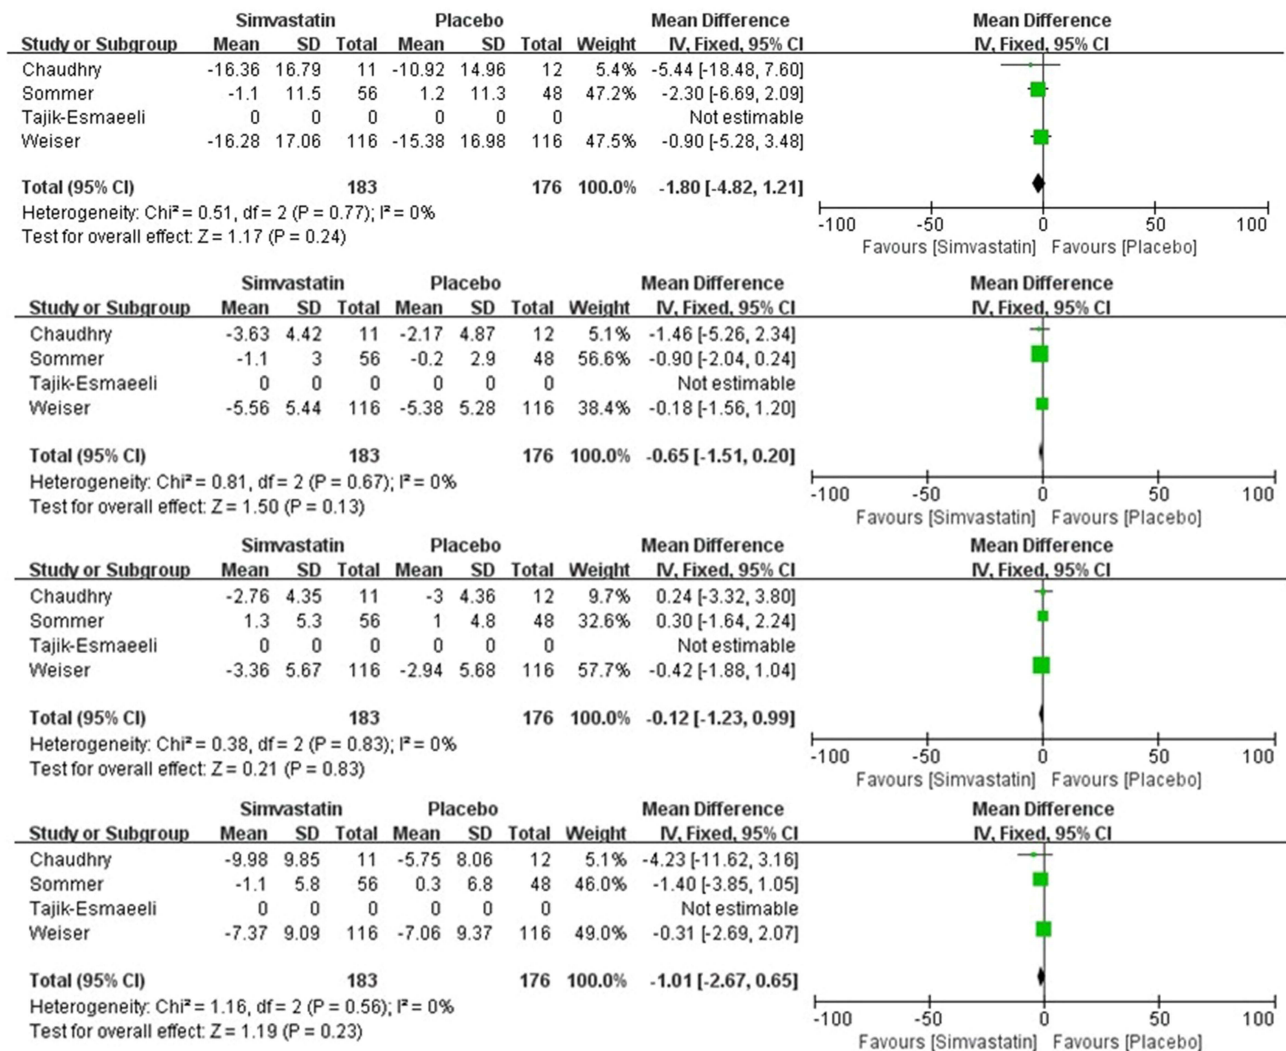 Simvastatin Placebo Mean Difference Mean Difference
Study or Subgroup Mean SD Total Mean SD Total Weight IV, Fixed, 95% CI IV, Fixed, 95% CI
Chaudhry -16.36 16.79 11 -10.92 14.96 12 5.4% -5.44 [-18.48, 7.60]
Sommer -1.1 11.5 56 1.2 11.3 48 47.2% -2.30 [-6.69, 2.09]
Tajik-Esmaeeli 0 0 0 0 0 0 Not estimable
Weiser -16.28 17.06 116 -15.38 16.98 116 47.5% -0.90 [-5.28, 3.48]
Total (95% CI) 183 176 100.0% -1.80 [-4.82, 1.21]
Heterogeneity: Chi² = 0.51, df = 2 (P = 0.77); I² = 0%
Test for overall effect: Z = 1.17 (P = 0.24)
-100 -50 0 50 100
Favours [Simvastatin] Favours [Placebo]
Simvastatin Placebo Mean Difference Mean Difference
Study or Subgroup Mean SD Total Mean SD Total Weight IV, Fixed, 95% CI IV, Fixed, 95% CI
Chaudhry -3.63 4.42 11 -2.17 4.87 12 5.1% -1.46 [-5.26, 2.34]
Sommer -1.1 3 56 -0.2 2.9 48 56.6% -0.90 [-2.04, 0.24]
Tajik-Esmaeeli 0 0 0 0 0 0 Not estimable
Weiser -5.56 5.44 116 -5.38 5.28 116 38.4% -0.18 [-1.56, 1.20]
Total (95% CI) 183 176 100.0% -0.65 [-1.51, 0.20]
Heterogeneity: Chi² = 0.81, df = 2 (P = 0.67); I² = 0%
Test for overall effect: Z = 1.50 (P = 0.13)
-100 -50 0 50 100
Favours [Simvastatin] Favours [Placebo]
Simvastatin Placebo Mean Difference Mean Difference
Study or Subgroup Mean SD Total Mean SD Total Weight IV, Fixed, 95% CI IV, Fixed, 95% CI
Chaudhry -2.76 4.35 11 -3 4.36 12 9.7% 0.24 [-3.32, 3.80]
Sommer 1.3 5.3 56 1 4.8 48 32.6% 0.30 [-1.64, 2.24]
Tajik-Esmaeeli 0 0 0 0 0 0 Not estimable
Weiser -3.36 5.67 116 -2.94 5.68 116 57.7% -0.42 [-1.88, 1.04]
Total (95% CI) 183 176 100.0% -0.12 [-1.23, 0.99]
Heterogeneity: Chi² = 0.38, df = 2 (P = 0.83); I² = 0%
Test for overall effect: Z = 0.21 (P = 0.83)
-100 -50 0 50 100
Favours [Simvastatin] Favours [Placebo]
Simvastatin Placebo Mean Difference Mean Difference
Study or Subgroup Mean SD Total Mean SD Total Weight IV, Fixed, 95% CI IV, Fixed, 95% CI
Chaudhry -9.98 9.85 11 -5.75 8.06 12 5.1% -4.23 [-11.62, 3.16]
Sommer -1.1 5.8 56 0.3 6.8 48 46.0% -1.40 [-3.85, 1.05]
Tajik-Esmaeeli 0 0 0 0 0 0 Not estimable
Weiser -7.37 9.09 116 -7.06 9.37 116 49.0% -0.31 [-2.69, 2.07]
Total (95% CI) 183 176 100.0% -1.01 [-2.67, 0.65]
Heterogeneity: Chi² = 1.16, df = 2 (P = 0.56); I² = 0%
Test for overall effect: Z = 1.19 (P = 0.23)
-100 -50 0 50 100
Favours [Simvastatin] Favours [Placebo]